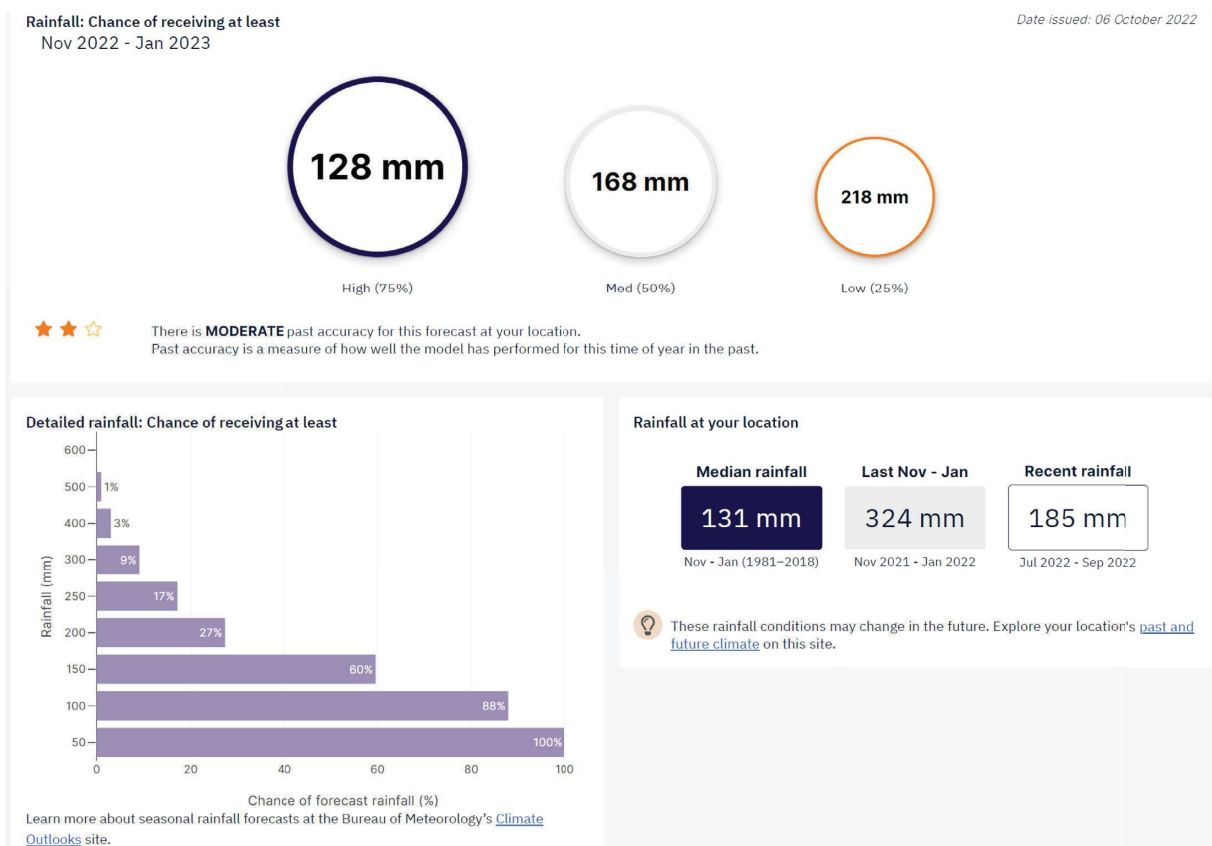 Rainfall: Chance of receiving at least
Date issued: 06 October 2022
Nov 2022 - Jan 2023
128 mm
168 mm
218 mm
High (75%)
Med (50%)
Low (25%)
There is MODERATE past accuracy for this forecast at your location.
Past accuracy is a measure of how well the model has performed for this time of year in the past.
Detailed rainfall: Chance of receiving at least
Rainfall (mm)
600
500
1%
400
3%
300
9%
250
17%
200
27%
150
60%
100
88%
50
100%
0
20
40
60
80
100
Chance of forecast rainfall (%)
Learn more about seasonal rainfall forecasts at the Bureau of Meteorology's Climate
Outlooks site.
Rainfall at your location
Median rainfall
Last Nov - Jan
Recent rainfall
131 mm
324 mm
185 mm
Nov - Jan (1981–2018)
Nov 2021 - Jan 2022
Jul 2022 - Sep 2022
These rainfall conditions may change in the future. Explore your location's past and
future climate on this site.